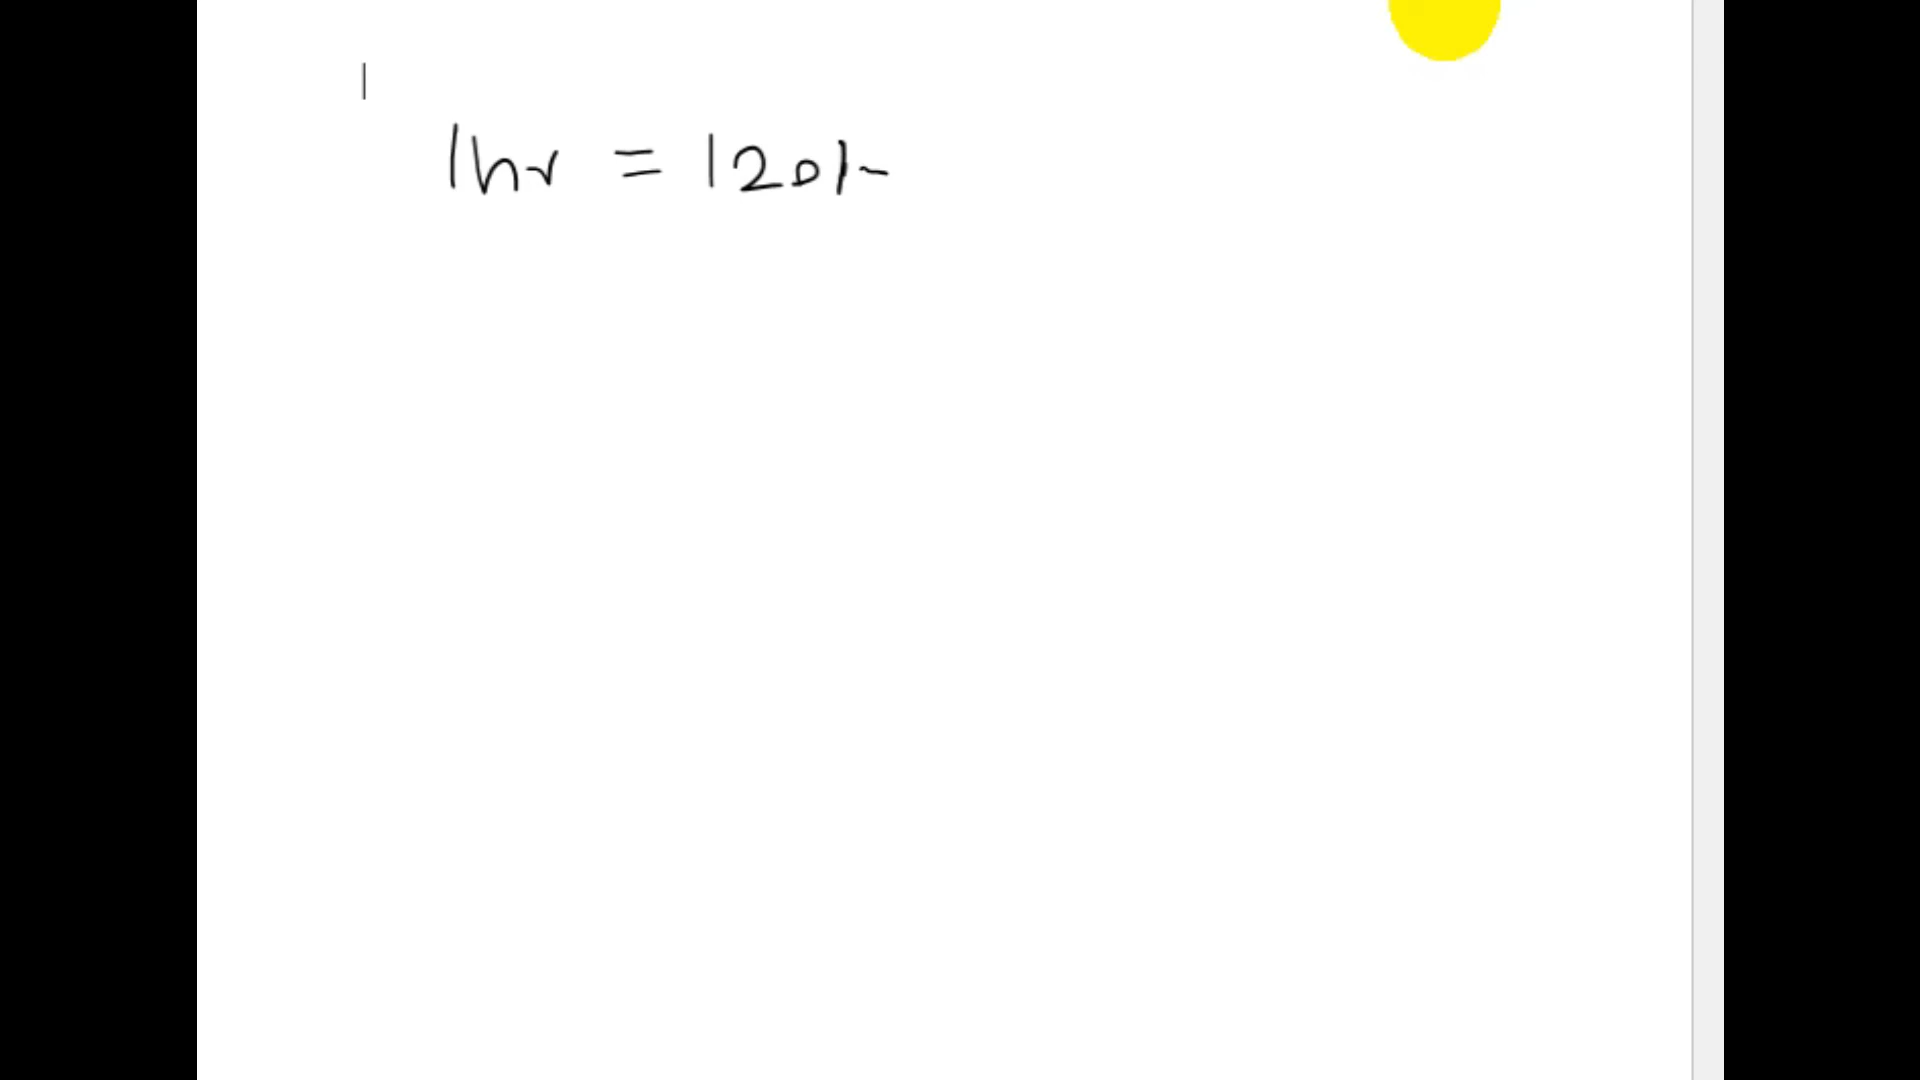 1hr = 120/-